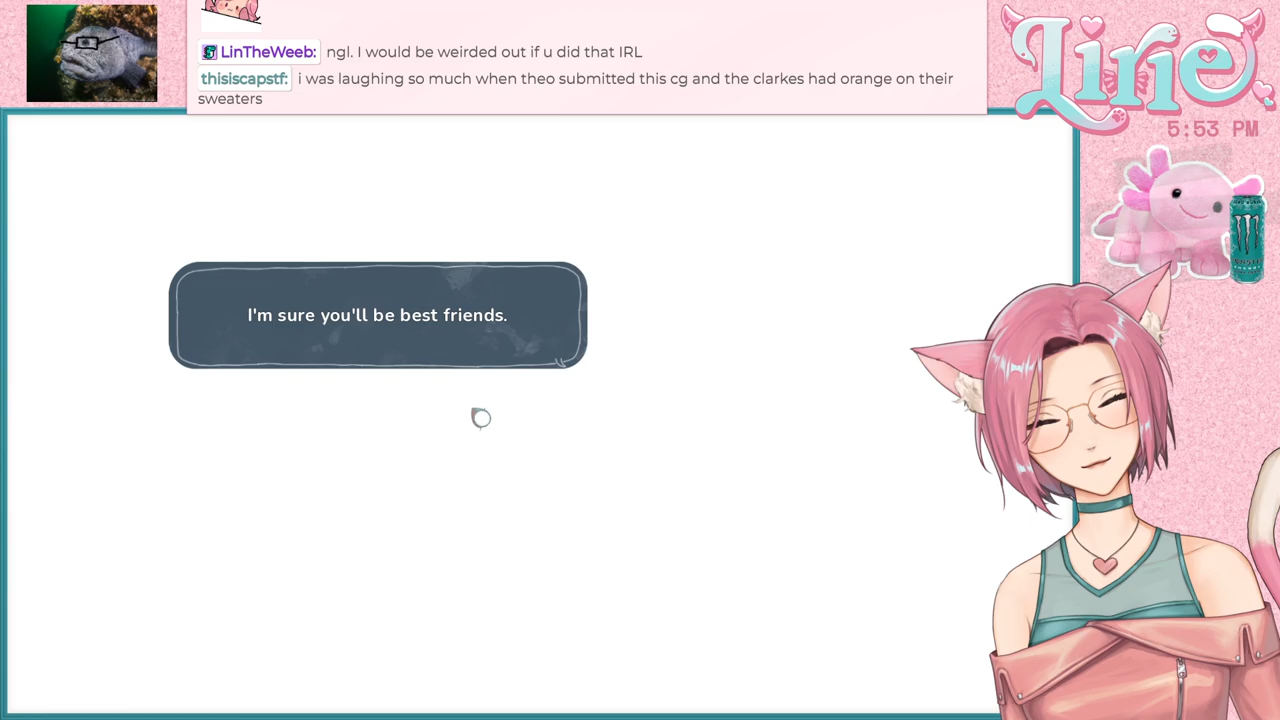 LinTheWeeb: ngl. I would be weirded out if u did that IRL
thisiscapstf: i was laughing so much when theo submitted this cg and the clarkes had orange on their
sweaters
Lirie
5:53 PM
I'm sure you'll be best friends.